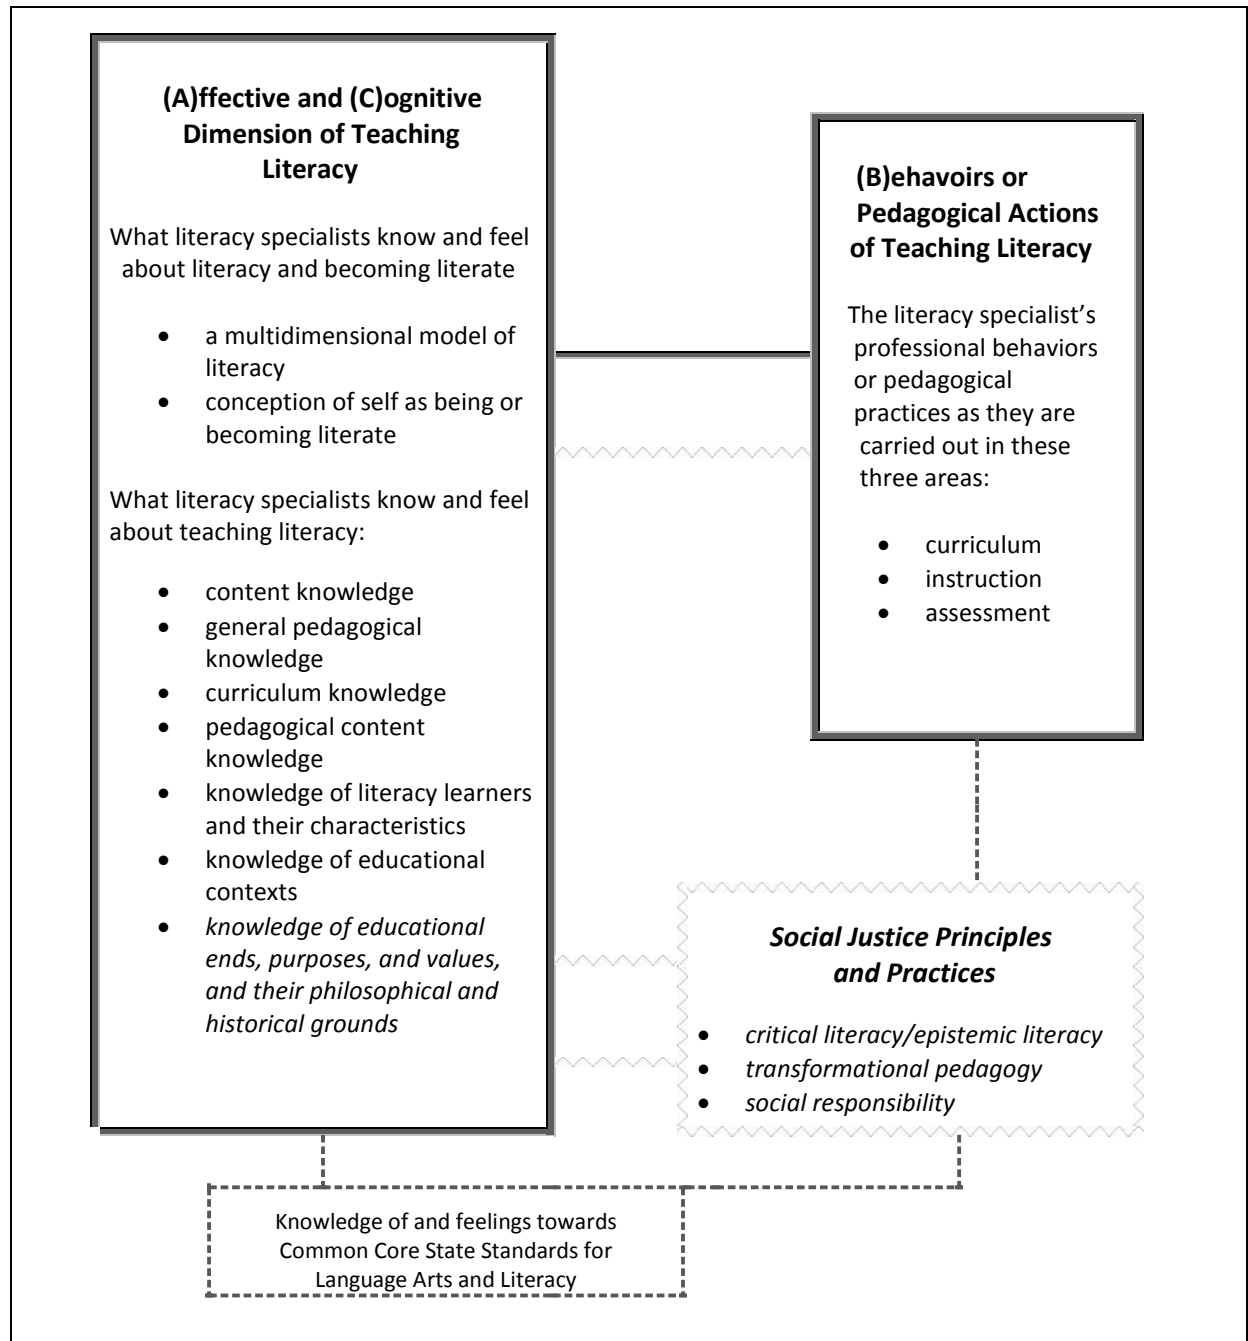 (A)ffective and (C)ognitive
Dimension of Teaching
Literacy
What literacy specialists know and feel
about literacy and becoming literate
• a multidimensional model of
literacy
• conception of self as being or
becoming literate
What literacy specialists know and feel
about teaching literacy:
• content knowledge
• general pedagogical
knowledge
• curriculum knowledge
• pedagogical content
knowledge
• knowledge of literacy learners
and their characteristics
• knowledge of educational
contexts
• knowledge of educational
ends, purposes, and values,
and their philosophical and
historical grounds
(B)ehavoirs or
Pedagogical Actions
of Teaching Literacy
The literacy specialist’s
professional behaviors
or pedagogical
practices as they are
carried out in these
three areas:
• curriculum
• instruction
• assessment
Social Justice Principles
and Practices
• critical literacy/epistemic literacy
• transformational pedagogy
• social responsibility
Knowledge of and feelings towards
Common Core State Standards for
Language Arts and Literacy